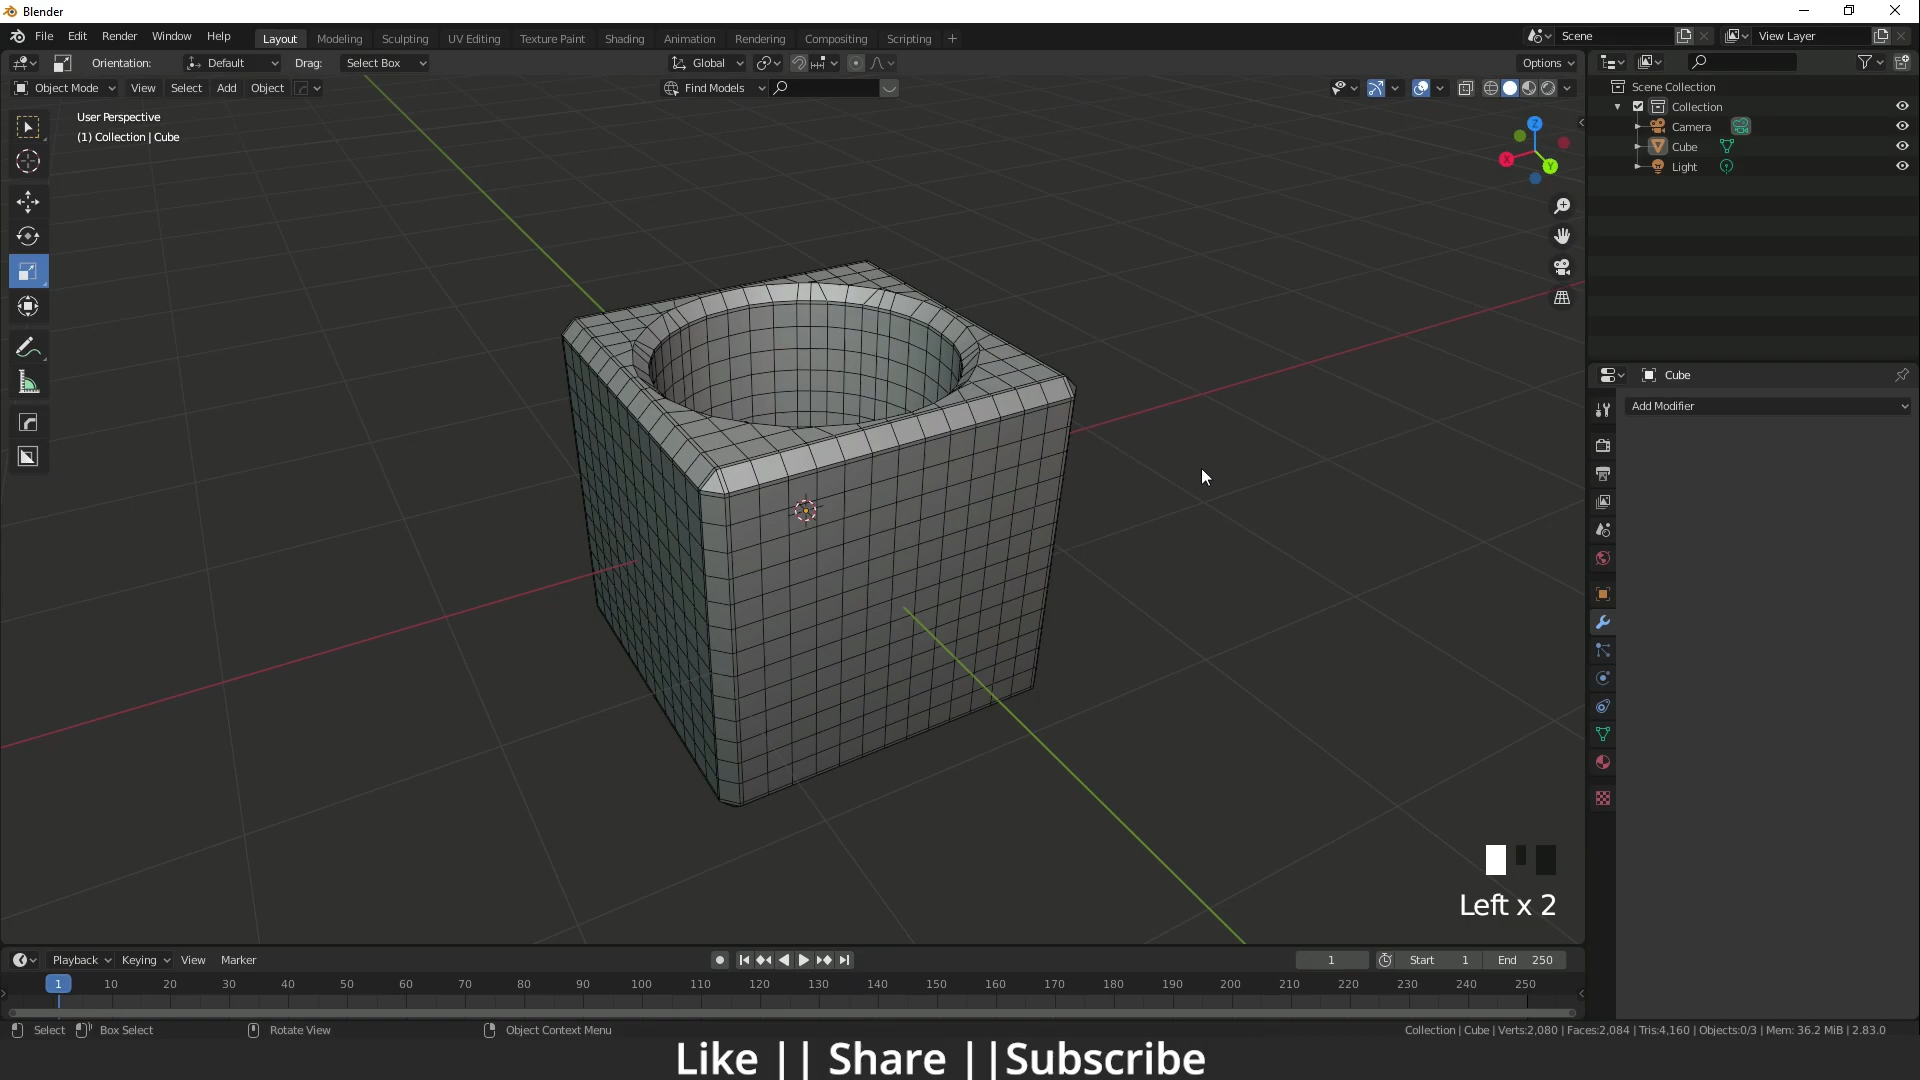 Blender
File Edit Render Window Help Layout Modeling Sculpting UV Editing Texture Paint Shading Animation Rendering Compositing Scripting + Scene View Layer
Orientation: Default Drag: Select Box Global Options
Object Mode View Select Add Object Find Models
User Perspective
(1) Collection | Cube
Z
X
Y
Scene Collection
Collection
Camera
Cube
Light
Cube
Add Modifier
Left x 2
Playback Keying View Marker 1 Start 1 End 250
1 10 20 30 40 50 60 70 80 90 100 110 120 130 140 150 160 170 180 190 200 210 220 230 240 250
Select Box Select Rotate View Object Context Menu Collection | Cube | Verts:2,080 | Faces:2,084 | Tris:4,160 | Objects:0/3 | Mem: 36.2 MiB | 2.83.0
Like || Share ||Subscribe